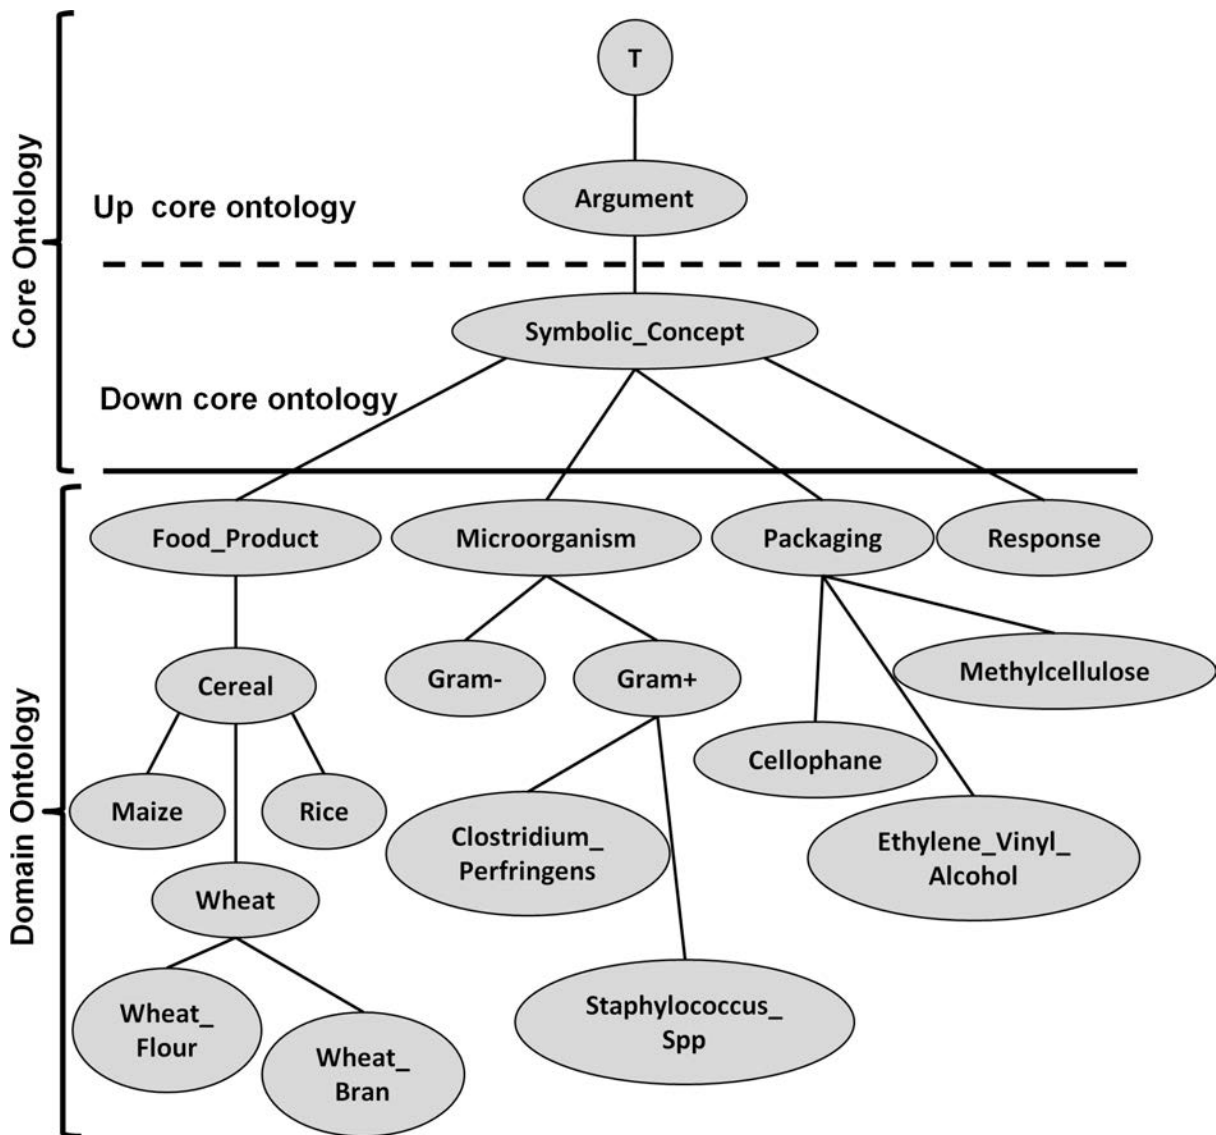 T
Argument
Up core ontology
Core Ontology
Symbolic_Concept
Down core ontology
Food_Product
Microorganism
Packaging
Response
Cereal
Gram-
Gram+
Methylcellulose
Cellophane
Maize
Rice
Clostridium_
Perfringens
Ethylene_Vinyl_
Alcohol
Domain Ontology
Wheat
Wheat_
Flour
Wheat_
Bran
Staphylococcus_
Spp